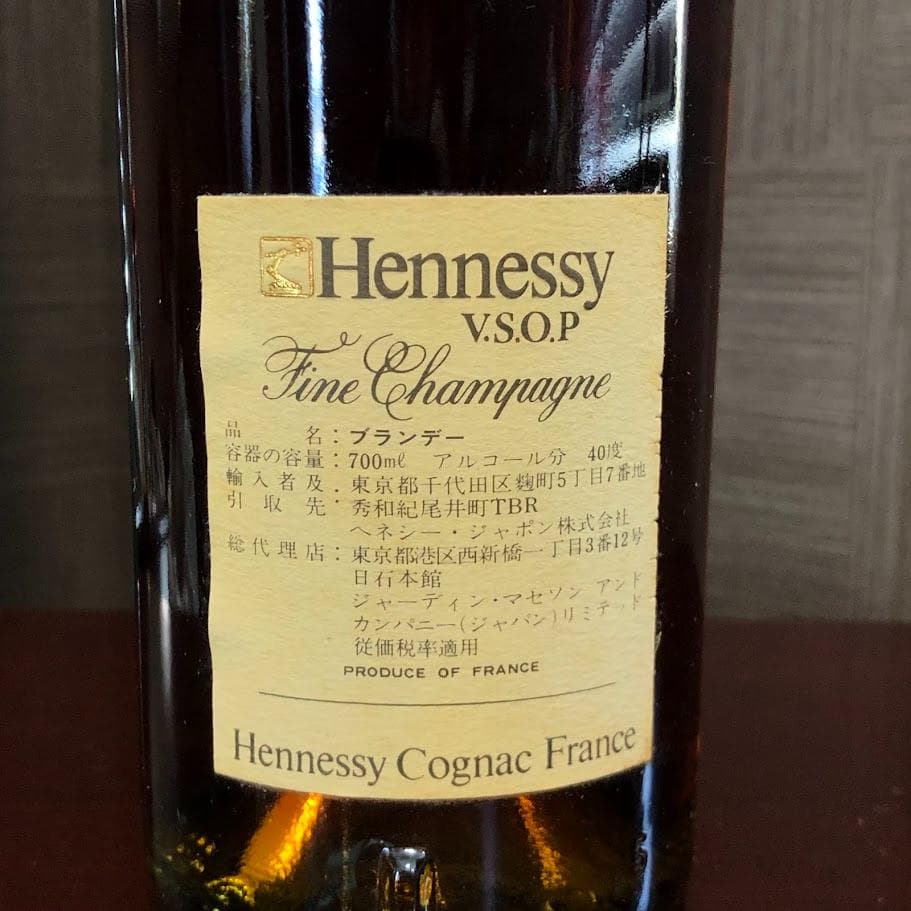 Hennessy
V.S.O.P
Fine Champagne
品名：ブランデー
容器の容量：700mℓ アルコール分 40度
輸入者及：東京都千代田区麹町5丁目7番地
引取先：秀和紀尾井町TBR
ヘネシー・ジャポン株式会社
総代理店：東京都港区西新橋一丁目3番12号
日石本館
ジャーディン・マセソン アンド
カンパニー(ジャパン)リミテッド
従価税率適用
PRODUCE OF FRANCE
Hennessy Cognac France